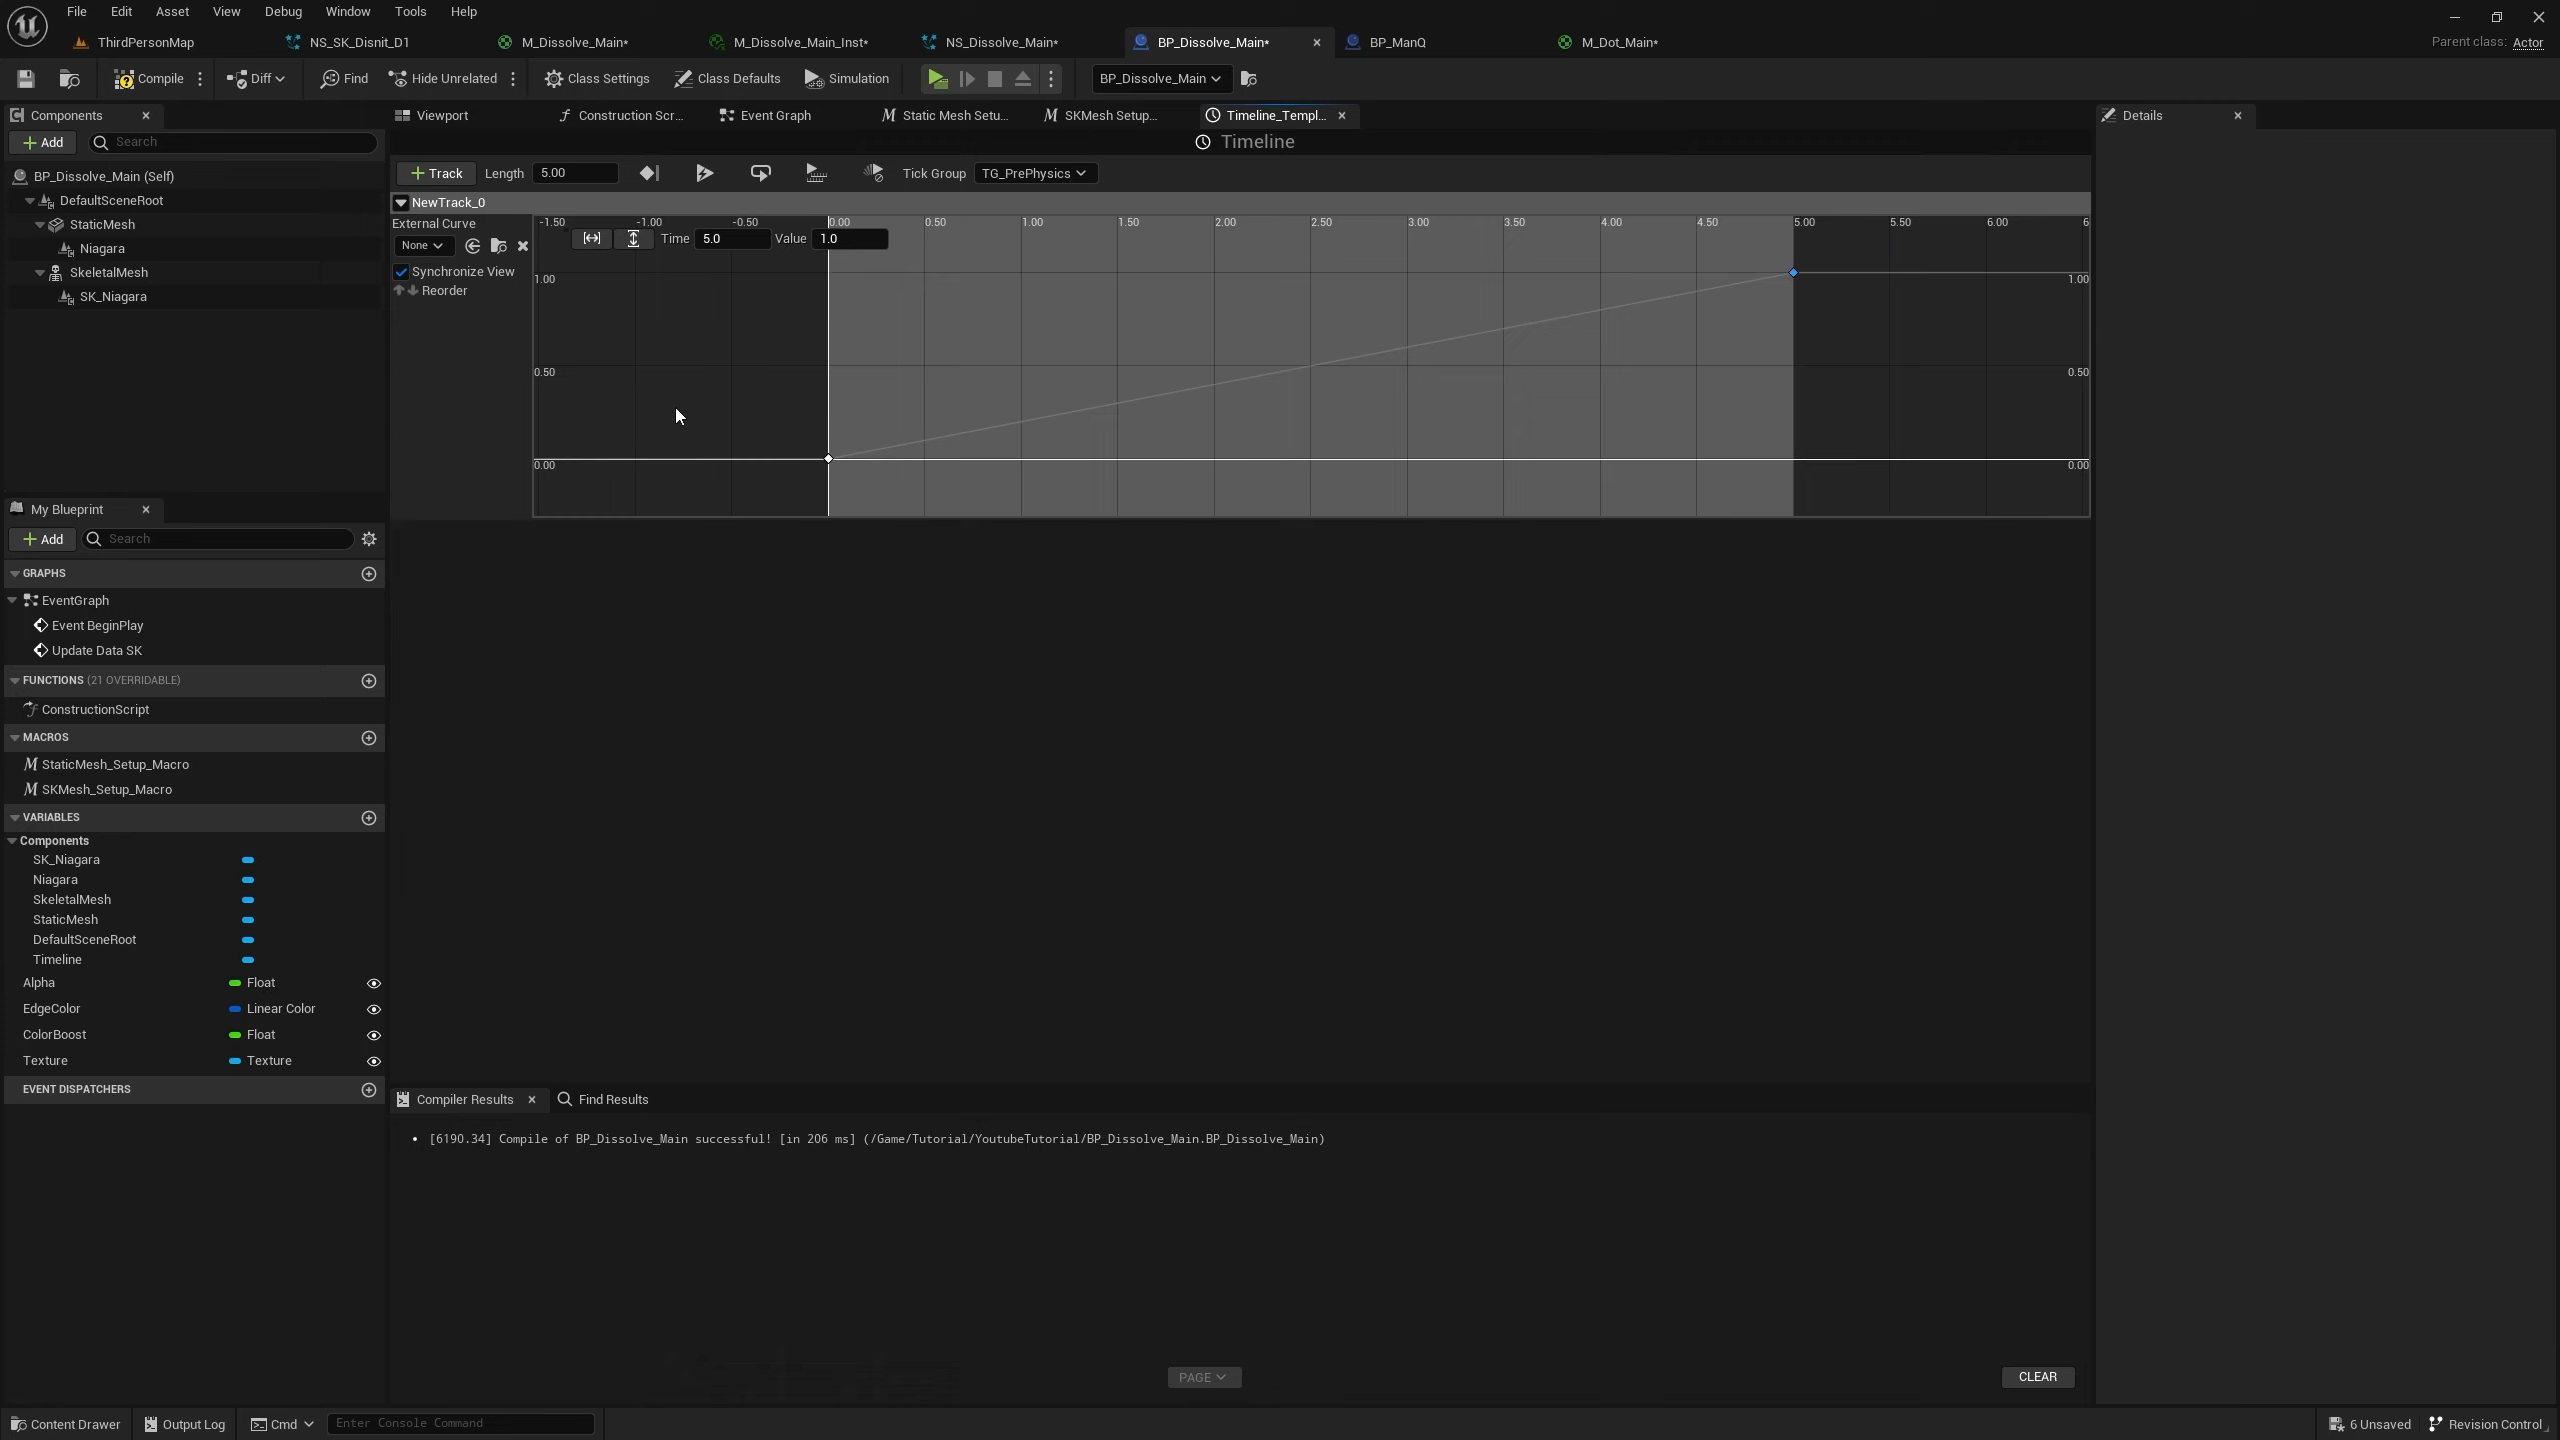 File Edit Asset View Debug Window Tools Help
ThirdPersonMap NS_SK_Disnit_D1 M_Dissolve_Main* M_Dissolve_Main_Inst* NS_Dissolve_Main* BP_Dissolve_Main* BP_ManQ M_Dot_Main* Parent class: Actor
Compile Diff Find Hide Unrelated Class Settings Class Defaults Simulation BP_Dissolve_Main
Components Viewport Construction Scr... Event Graph Static Mesh Setu... SKMesh Setup... Timeline_Templ... Details
Add Search Timeline
Track Length 5.00 Tick Group TG_PrePhysics
BP_Dissolve_Main (Self)
DefaultSceneRoot
StaticMesh
Niagara
SkeletalMesh
SK_Niagara
NewTrack_0
External Curve
None
Synchronize View
Reorder
-1.50 -1.00 -0.50 0.00 0.50 1.00 1.50 2.00 2.50 3.00 3.50 4.00 4.50 5.00 5.50 6.00 6
Time 5.0 Value 1.0
1.00 1.00
0.50 0.50
0.00 0.00
My Blueprint
Add Search
GRAPHS
EventGraph
Event BeginPlay
Update Data SK
FUNCTIONS (21 OVERRIDABLE)
ConstructionScript
MACROS
StaticMesh_Setup_Macro
SKMesh_Setup_Macro
VARIABLES
Components
SK_Niagara
Niagara
SkeletalMesh
StaticMesh
DefaultSceneRoot
Timeline
Alpha Float
EdgeColor Linear Color
ColorBoost Float
Texture Texture
EVENT DISPATCHERS
Compiler Results Find Results
[6190.34] Compile of BP_Dissolve_Main successful! [in 206 ms] (/Game/Tutorial/YoutubeTutorial/BP_Dissolve_Main.BP_Dissolve_Main)
PAGE CLEAR
Content Drawer Output Log Cmd Enter Console Command 6 Unsaved Revision Control